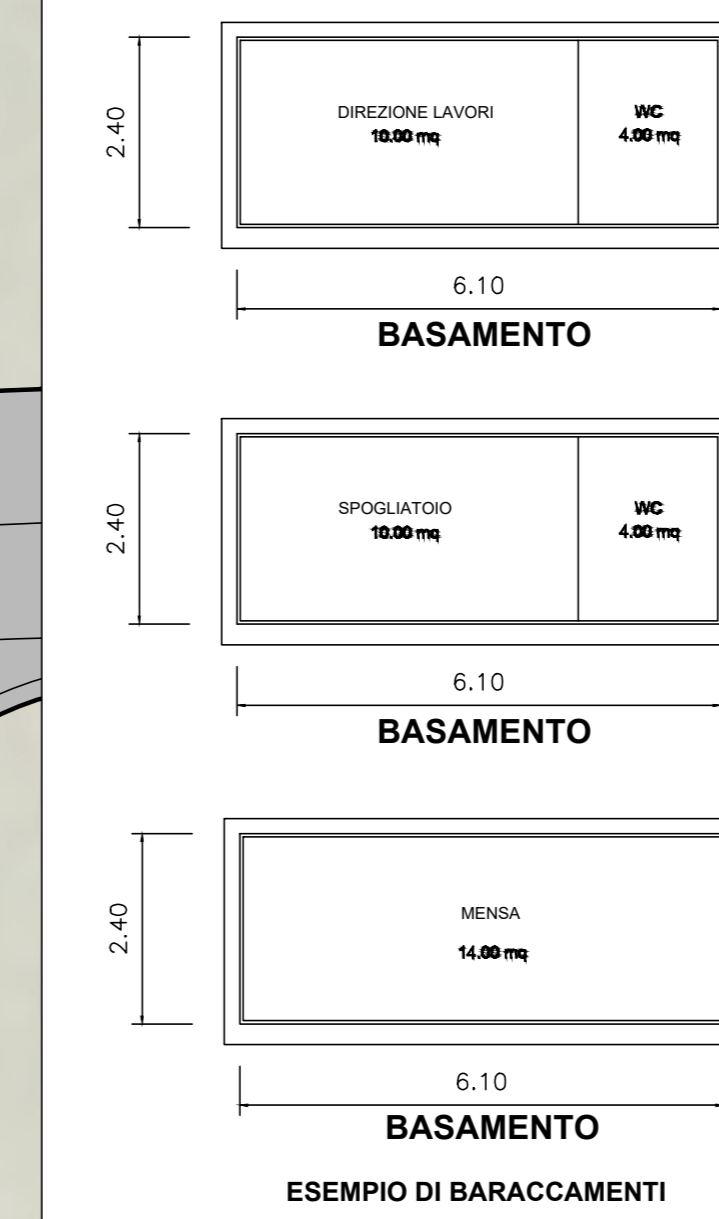 DIREZIONE LAVORI
10.00 mq
WC
4.00 mq
2.40
6.10
BASAMENTO
SPOGLIATOIO
10.00 mq
WC
4.00 mq
2.40
6.10
BASAMENTO
MENSA
14.00 mq
2.40
6.10
BASAMENTO
ESEMPIO DI BARACCAMENTI